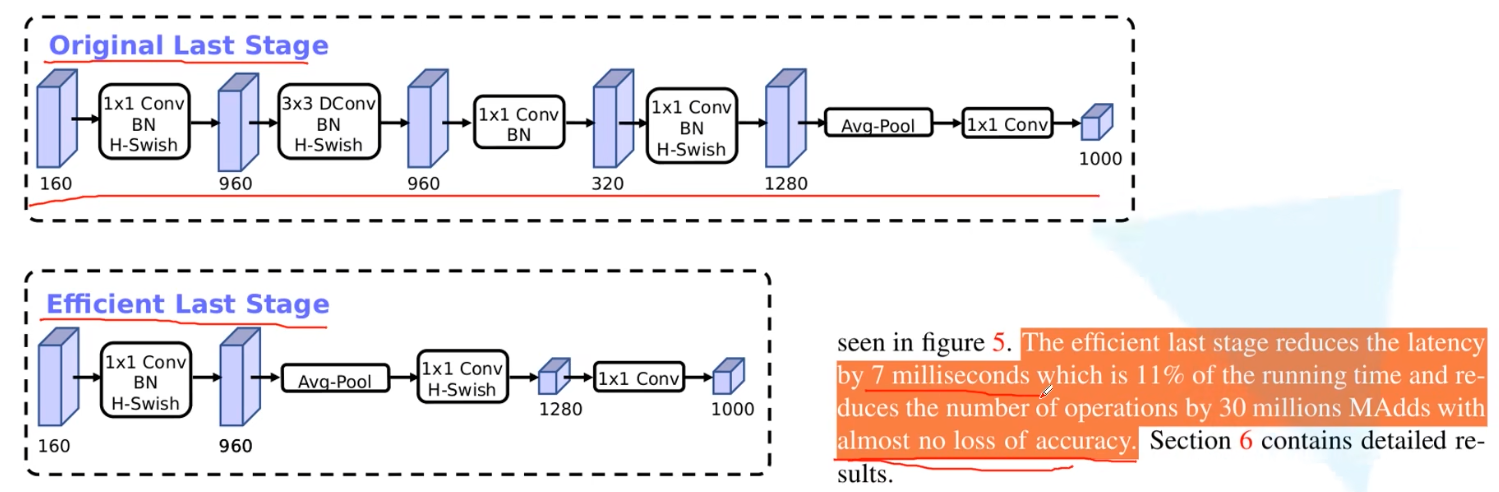 Original Last Stage
1x1 Conv
BN
H-Swish
3x3 DConv
BN
H-Swish
1x1 Conv
BN
1x1 Conv
BN
H-Swish
Avg-Pool
1x1 Conv
160
960
960
320
1280
1000
Efficient Last Stage
1x1 Conv
BN
H-Swish
Avg-Pool
1x1 Conv
H-Swish
1x1 Conv
160
960
1280
1000
seen in figure 5. The efficient last stage reduces the latency
by 7 milliseconds which is 11% of the running time and re-
duces the number of operations by 30 millions MAdds with
almost no loss of accuracy. Section 6 contains detailed re-
sults.